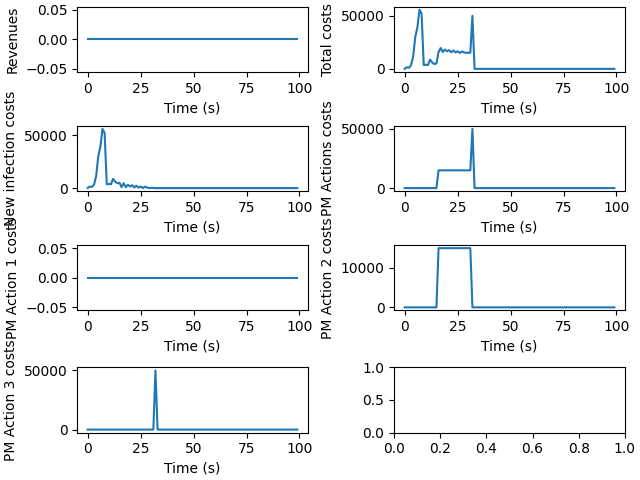 Revenues
0.05
0.00
−0.05
0 25 50 75 100
Time (s)
Total costs
50000
0
0 25 50 75 100
Time (s)
New infection costs
50000
0
0 25 50 75 100
Time (s)
PM Actions costs
50000
0
0 25 50 75 100
Time (s)
PM Action 1 costs
0.05
0.00
−0.05
0 25 50 75 100
Time (s)
PM Action 2 costs
10000
0
0 25 50 75 100
Time (s)
PM Action 3 costs
50000
0
0 25 50 75 100
Time (s)
1.0
0.5
0.0
0.0 0.2 0.4 0.6 0.8 1.0